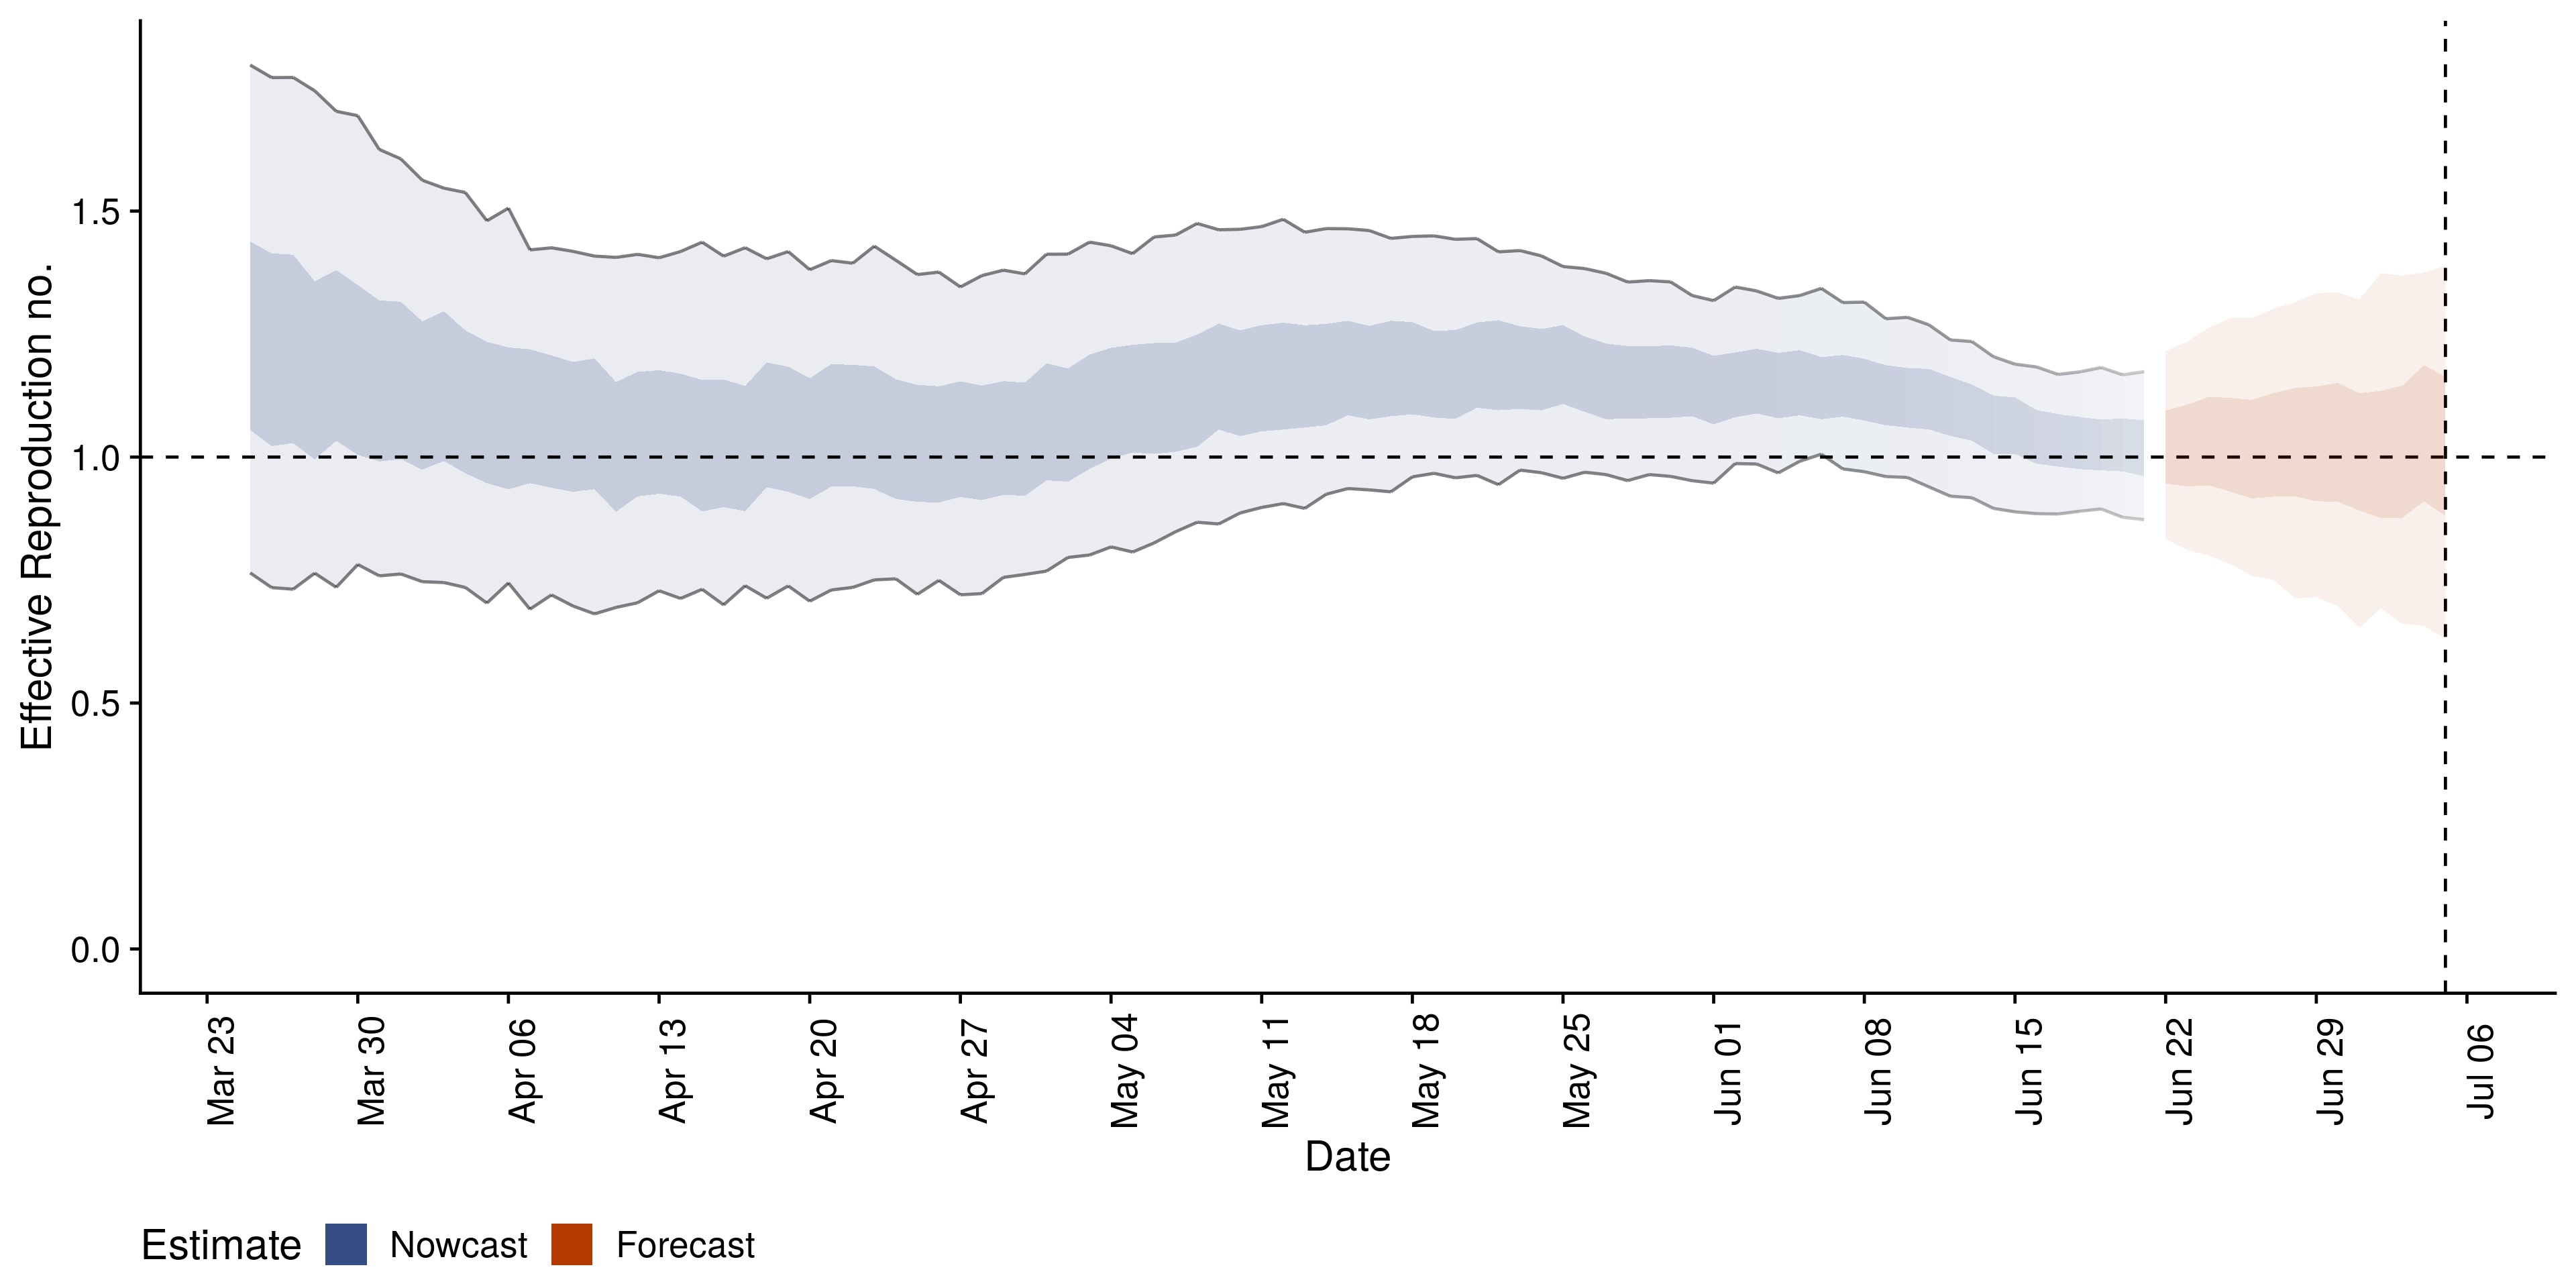 Effective Reproduction no.
1.5
1.0
0.5
0.0
Mar 23
Mar 30
Apr 06
Apr 13
Apr 20
Apr 27
May 04
May 11
May 18
May 25
Jun 01
Jun 08
Jun 15
Jun 22
Jun 29
Jul 06
Date
Estimate Nowcast Forecast